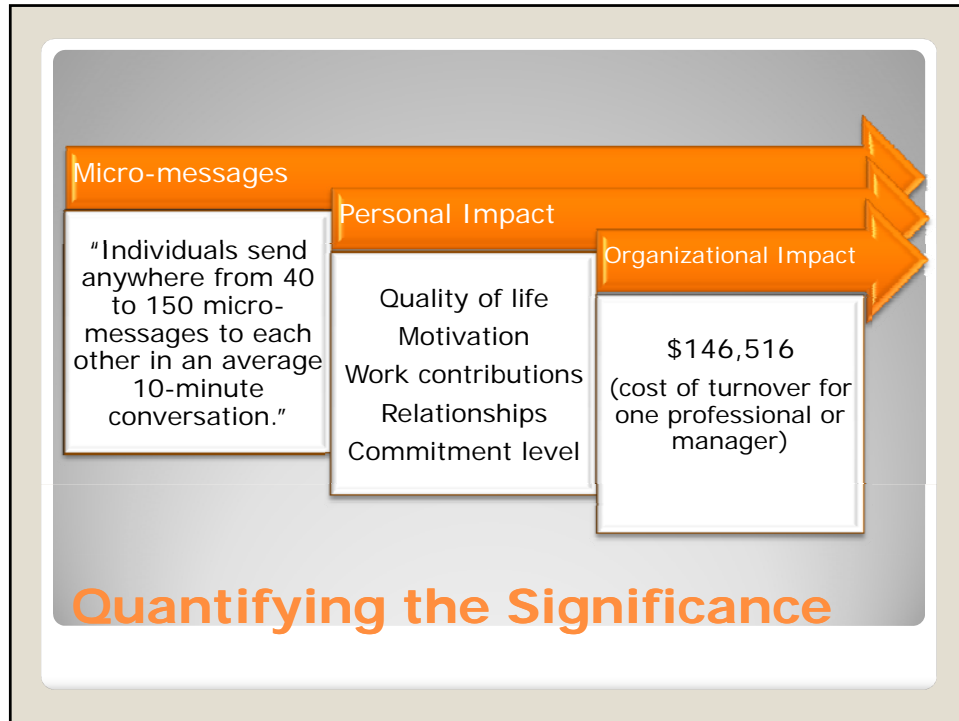 Micro-messages
"Individuals send
anywhere from 40
to 150 micro-
messages to each
other in an average
10-minute
conversation."
Personal Impact
Quality of life
Motivation
Work contributions
Relationships
Commitment level
Organizational Impact
$146,516
(cost of turnover for
one professional or
manager)
Quantifying the Significance